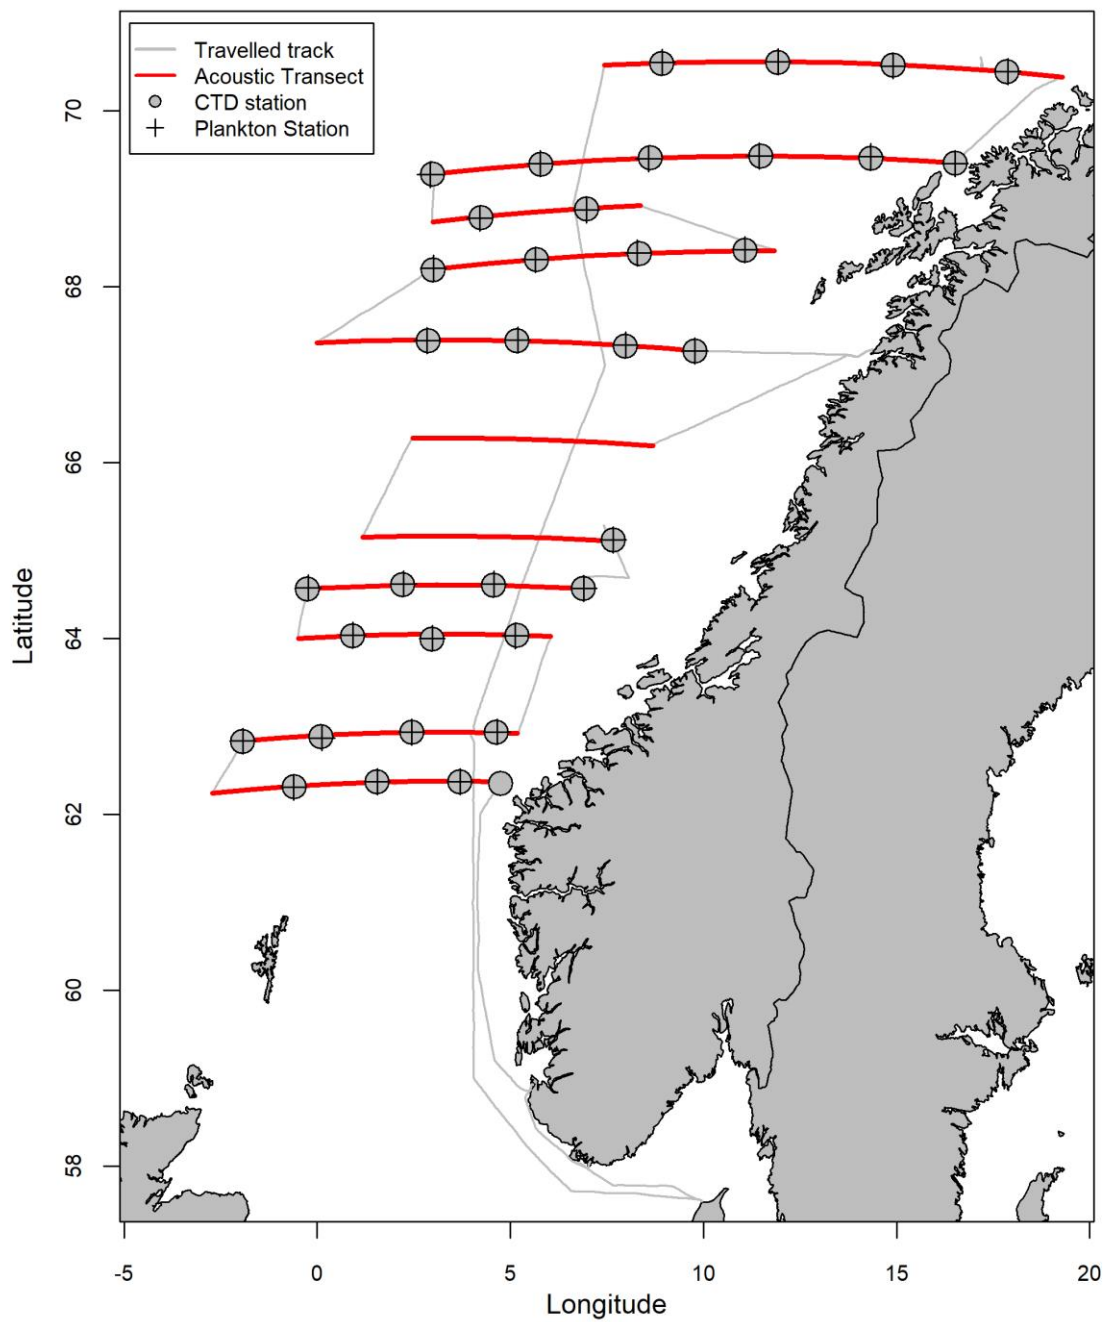 Travelled track
Acoustic Transect
CTD station
Plankton Station
70
68
66
64
62
60
58
Latitude
-5 0 5 10 15 20
Longitude